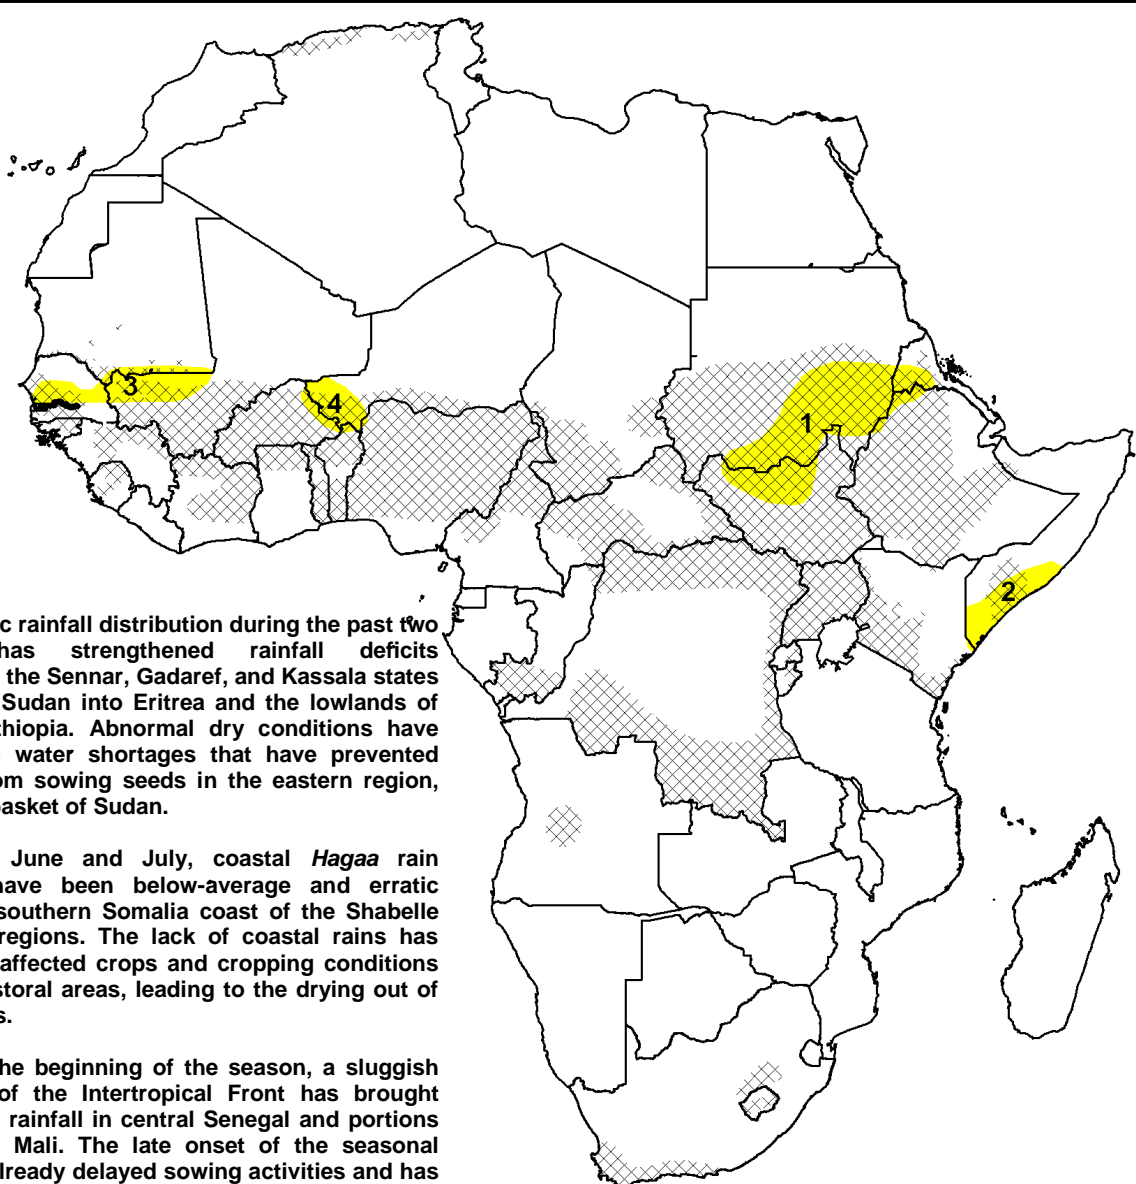 3
4
1
2
c rainfall distribution during the past two
has strengthened rainfall deficits
the Sennar, Gadaref, and Kassala states
Sudan into Eritrea and the lowlands of
thiopia. Abnormal dry conditions have
water shortages that have prevented
om sowing seeds in the eastern region,
basket of Sudan.
June and July, coastal Hagaa rain
have been below-average and erratic
southern Somalia coast of the Shabelle
regions. The lack of coastal rains has
affected crops and cropping conditions
storal areas, leading to the drying out of
s.
he beginning of the season, a sluggish
of the Intertropical Front has brought
rainfall in central Senegal and portions
Mali. The late onset of the seasonal
lready delayed sowing activities and has